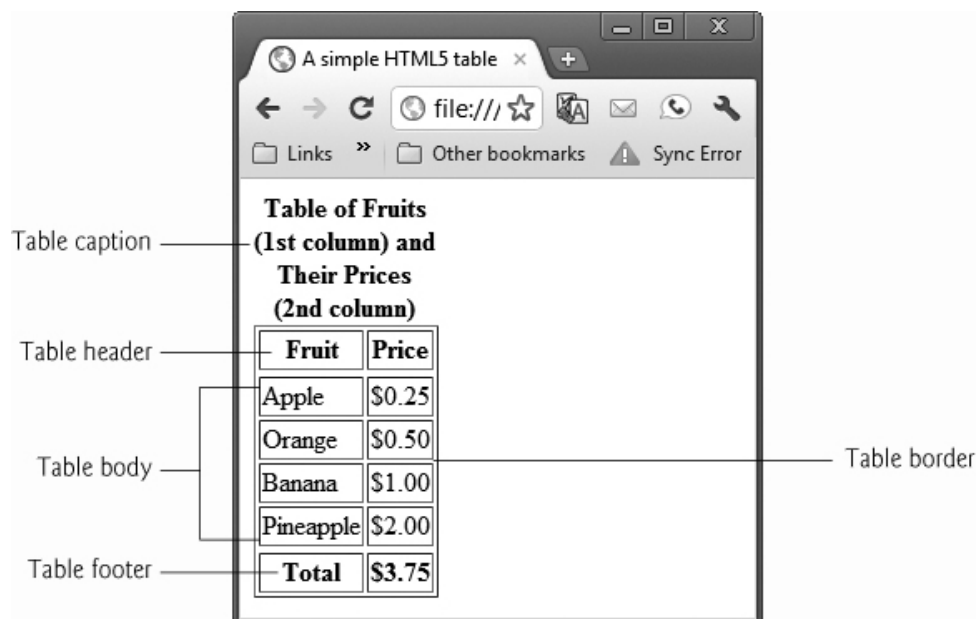 A simple HTML5 table
file:///
Links » Other bookmarks Sync Error
Table of Fruits
(1st column) and
Their Prices
(2nd column)
Table caption
Table header
Fruit Price
Apple $0.25
Orange $0.50
Banana $1.00
Pineapple $2.00
Table body
Table border
Table footer
Total $3.75